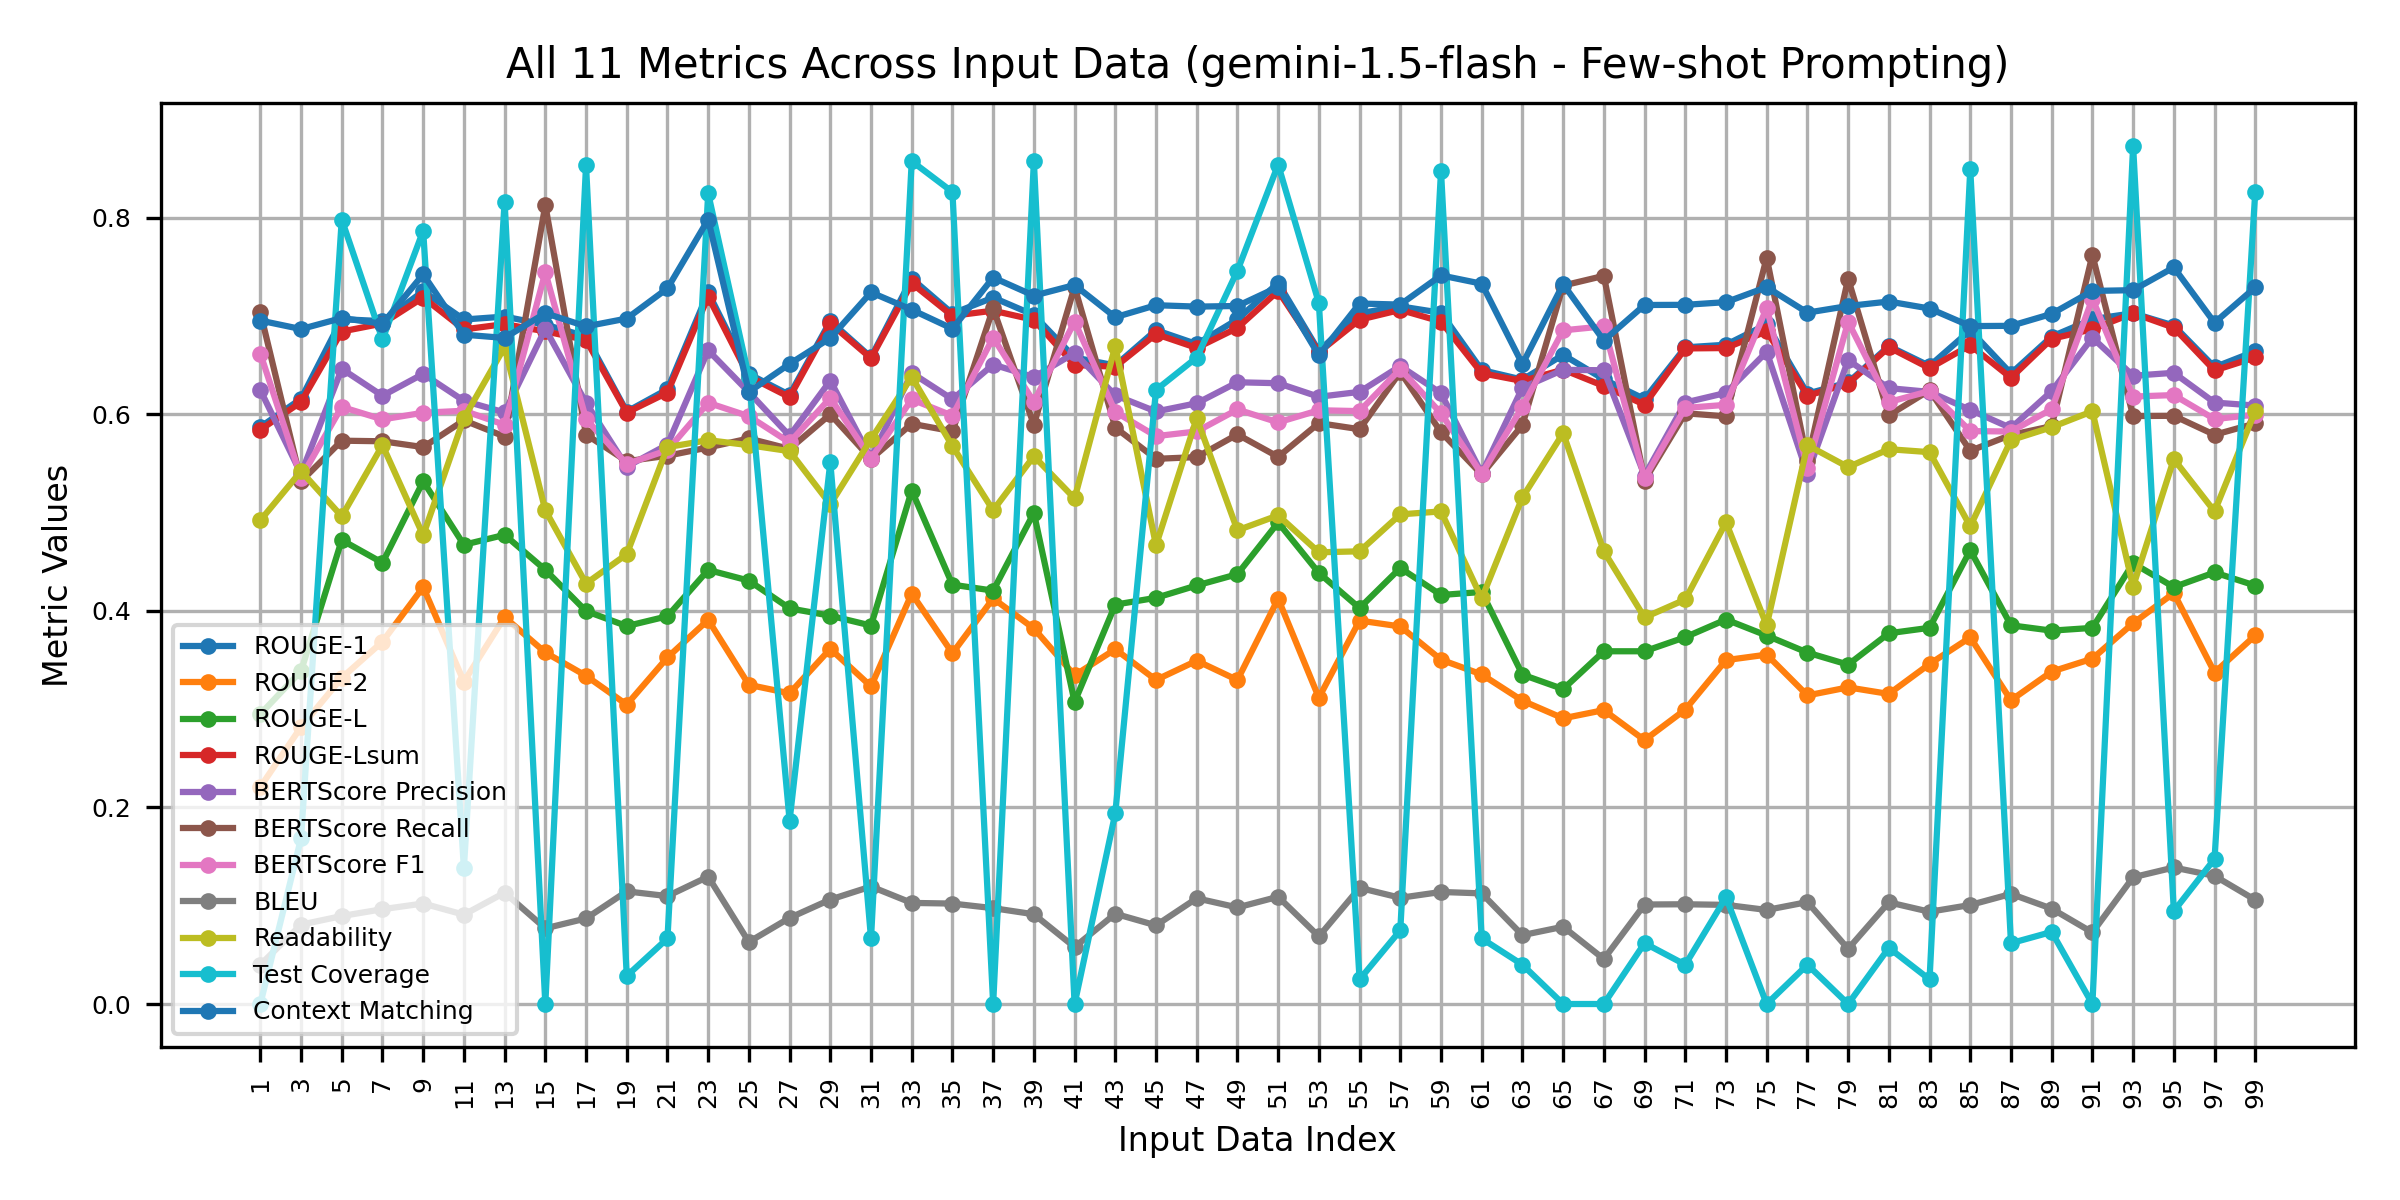 All 11 Metrics Across Input Data (gemini-1.5-flash - Few-shot Prompting)
Metric Values
0.8
0.6
0.4
0.2
0.0
ROUGE-1
ROUGE-2
ROUGE-L
ROUGE-Lsum
BERTScore Precision
BERTScore Recall
BERTScore F1
BLEU
Readability
Test Coverage
Context Matching
1 3 5 7 9 11 13 15 17 19 21 23 25 27 29 31 33 35 37 39 41 43 45 47 49 51 53 55 57 59 61 63 65 67 69 71 73 75 77 79 81 83 85 87 89 91 93 95 97 99
Input Data Index